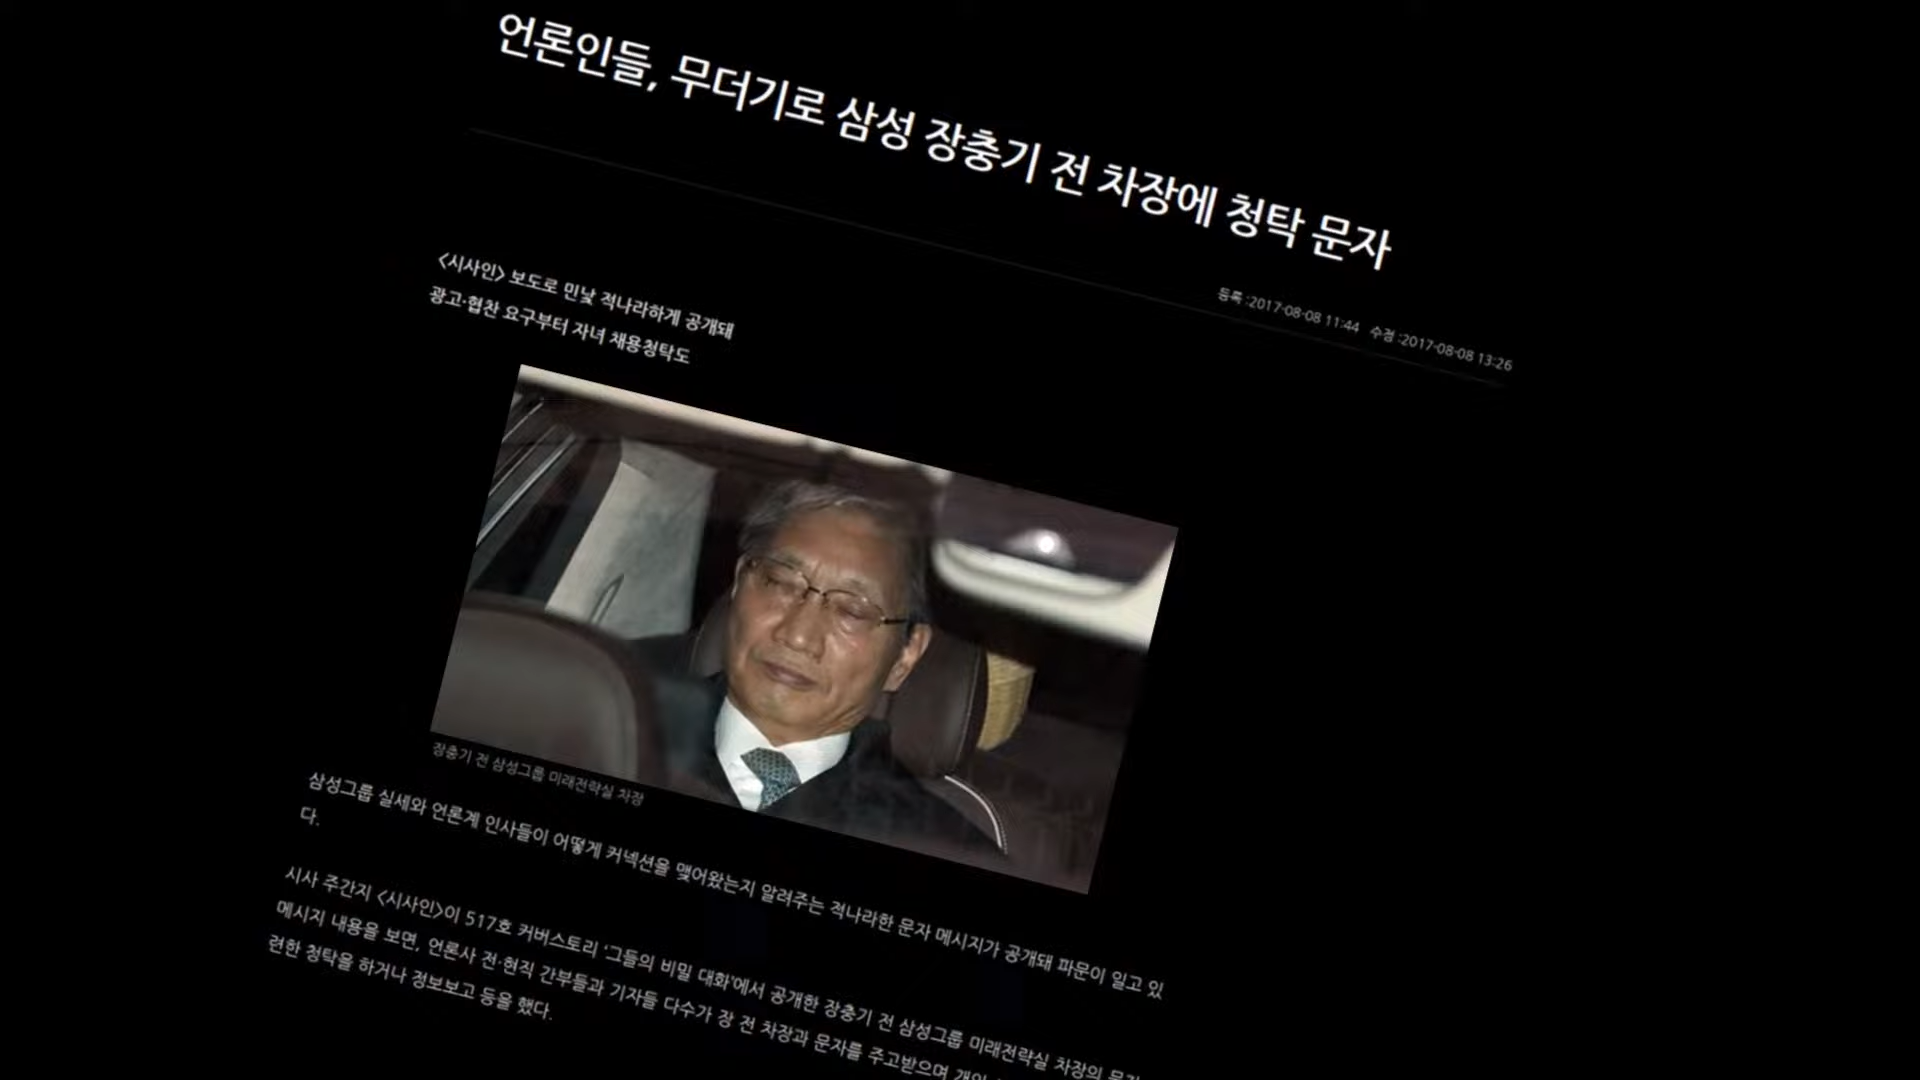 언론인들, 무더기로 삼성 장충기 전 차장에 청탁 문자
등록 :2017-08-08 11:44 수정 :2017-08-08 13:26
<시사인> 보도로 민낯 적나라하게 공개돼
광고·협찬 요구부터 자녀 채용청탁도
장충기 전 삼성그룹 미래전략실 차장
삼성그룹 실세와 언론계 인사들이 어떻게 커넥션을 맺어왔는지 알려주는 적나라한 문자 메시지가 공개돼 파문이 일고 있
다.
시사 주간지 <시사인>이 517호 커버스토리 ‘그들의 비밀 대화’에서 공개한 장충기 전 삼성그룹 미래전략실 차장의 문자
메시지 내용을 보면, 언론사 전·현직 간부들과 기자들 다수가 장 전 차장과 문자를 주고받으며
련한 청탁을 하거나 정보보고 등을 했다.